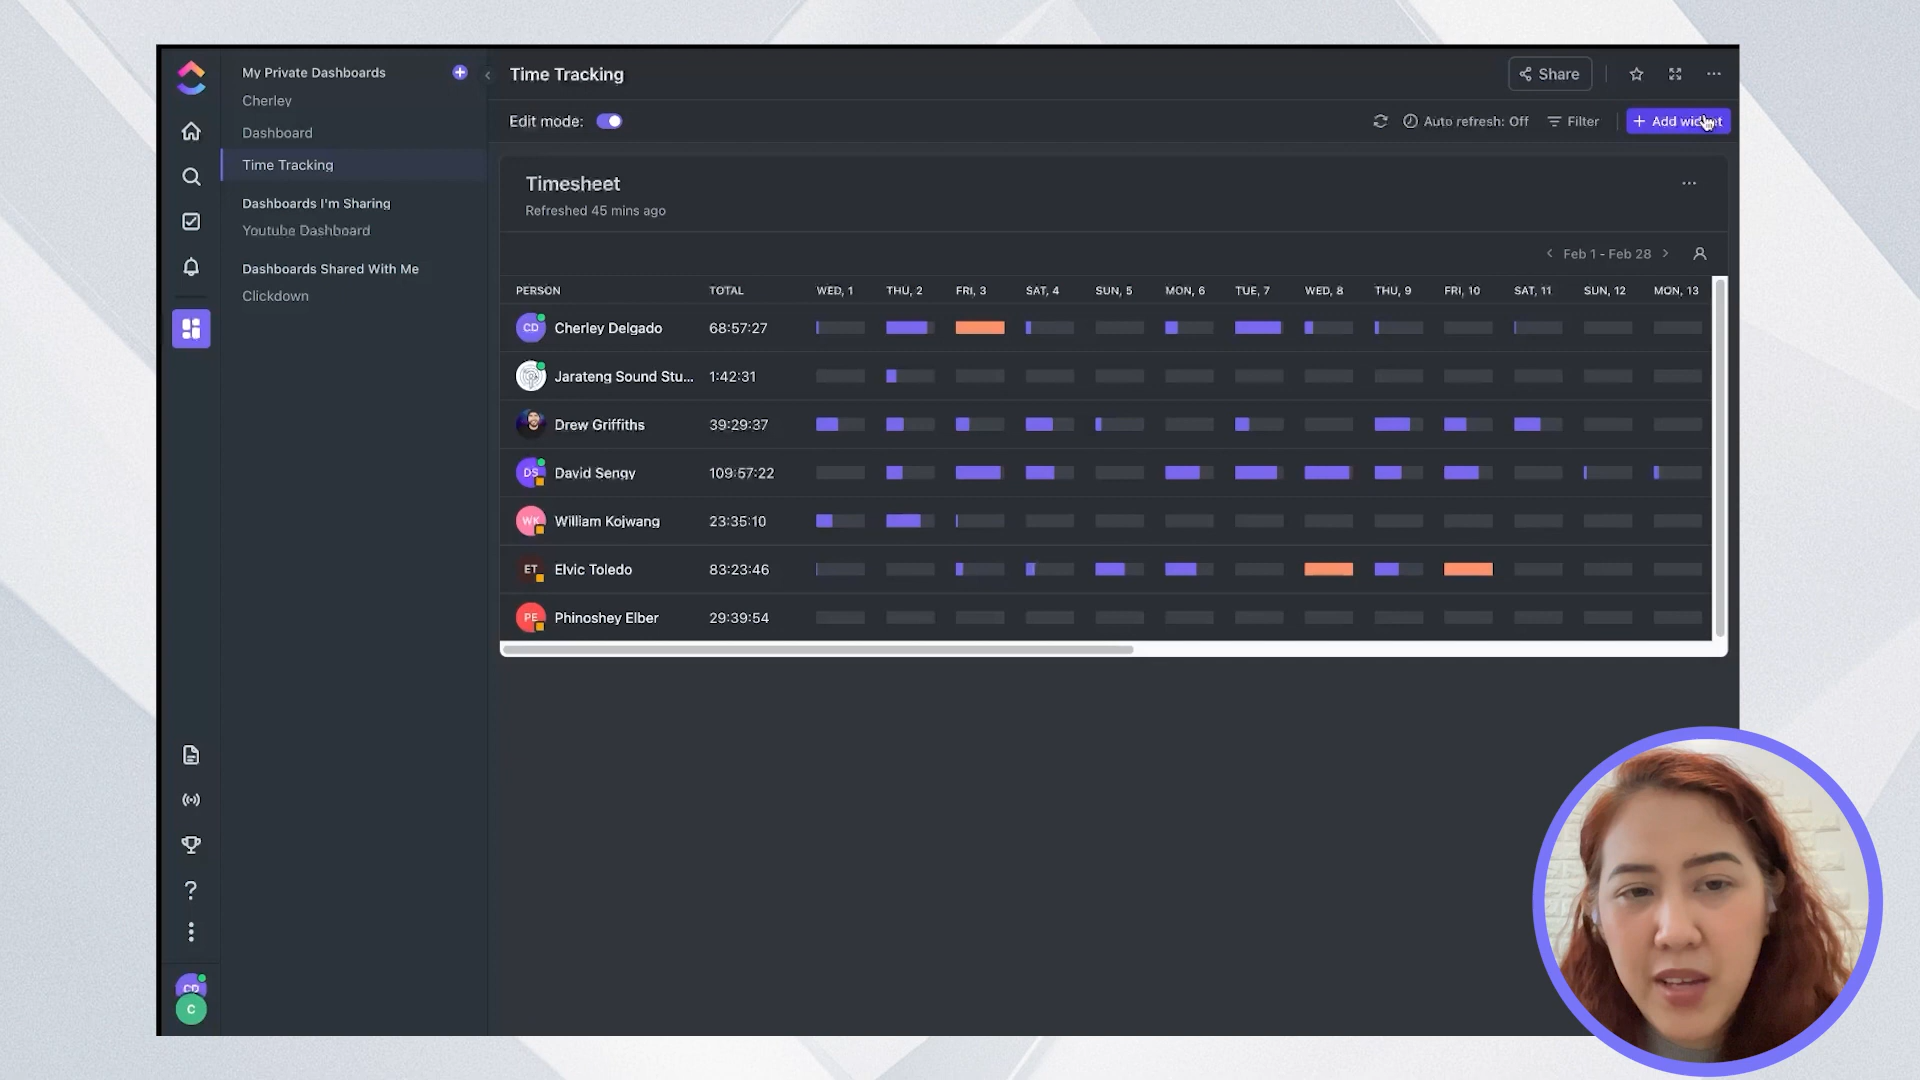 My Private Dashboards
Cherley
Dashboard
Time Tracking
Dashboards I'm Sharing
Youtube Dashboard
Dashboards Shared With Me
Clickdown
CD
C
Time Tracking
Share
Edit mode:
Auto refresh: Off
Filter
+ Add widget
Timesheet
Refreshed 45 mins ago
Feb 1 - Feb 28
PERSON TOTAL WED, 1 THU, 2 FRI, 3 SAT, 4 SUN, 5 MON, 6 TUE, 7 WED, 8 THU, 9 FRI, 10 SAT, 11 SUN, 12 MON, 13
CD Cherley Delgado 68:57:27
Jarateng Sound Stu... 1:42:31
Drew Griffiths 39:29:37
DS David Sengy 109:57:22
WK William Kojwang 23:35:10
ET Elvic Toledo 83:23:46
PE Phinoshey Elber 29:39:54